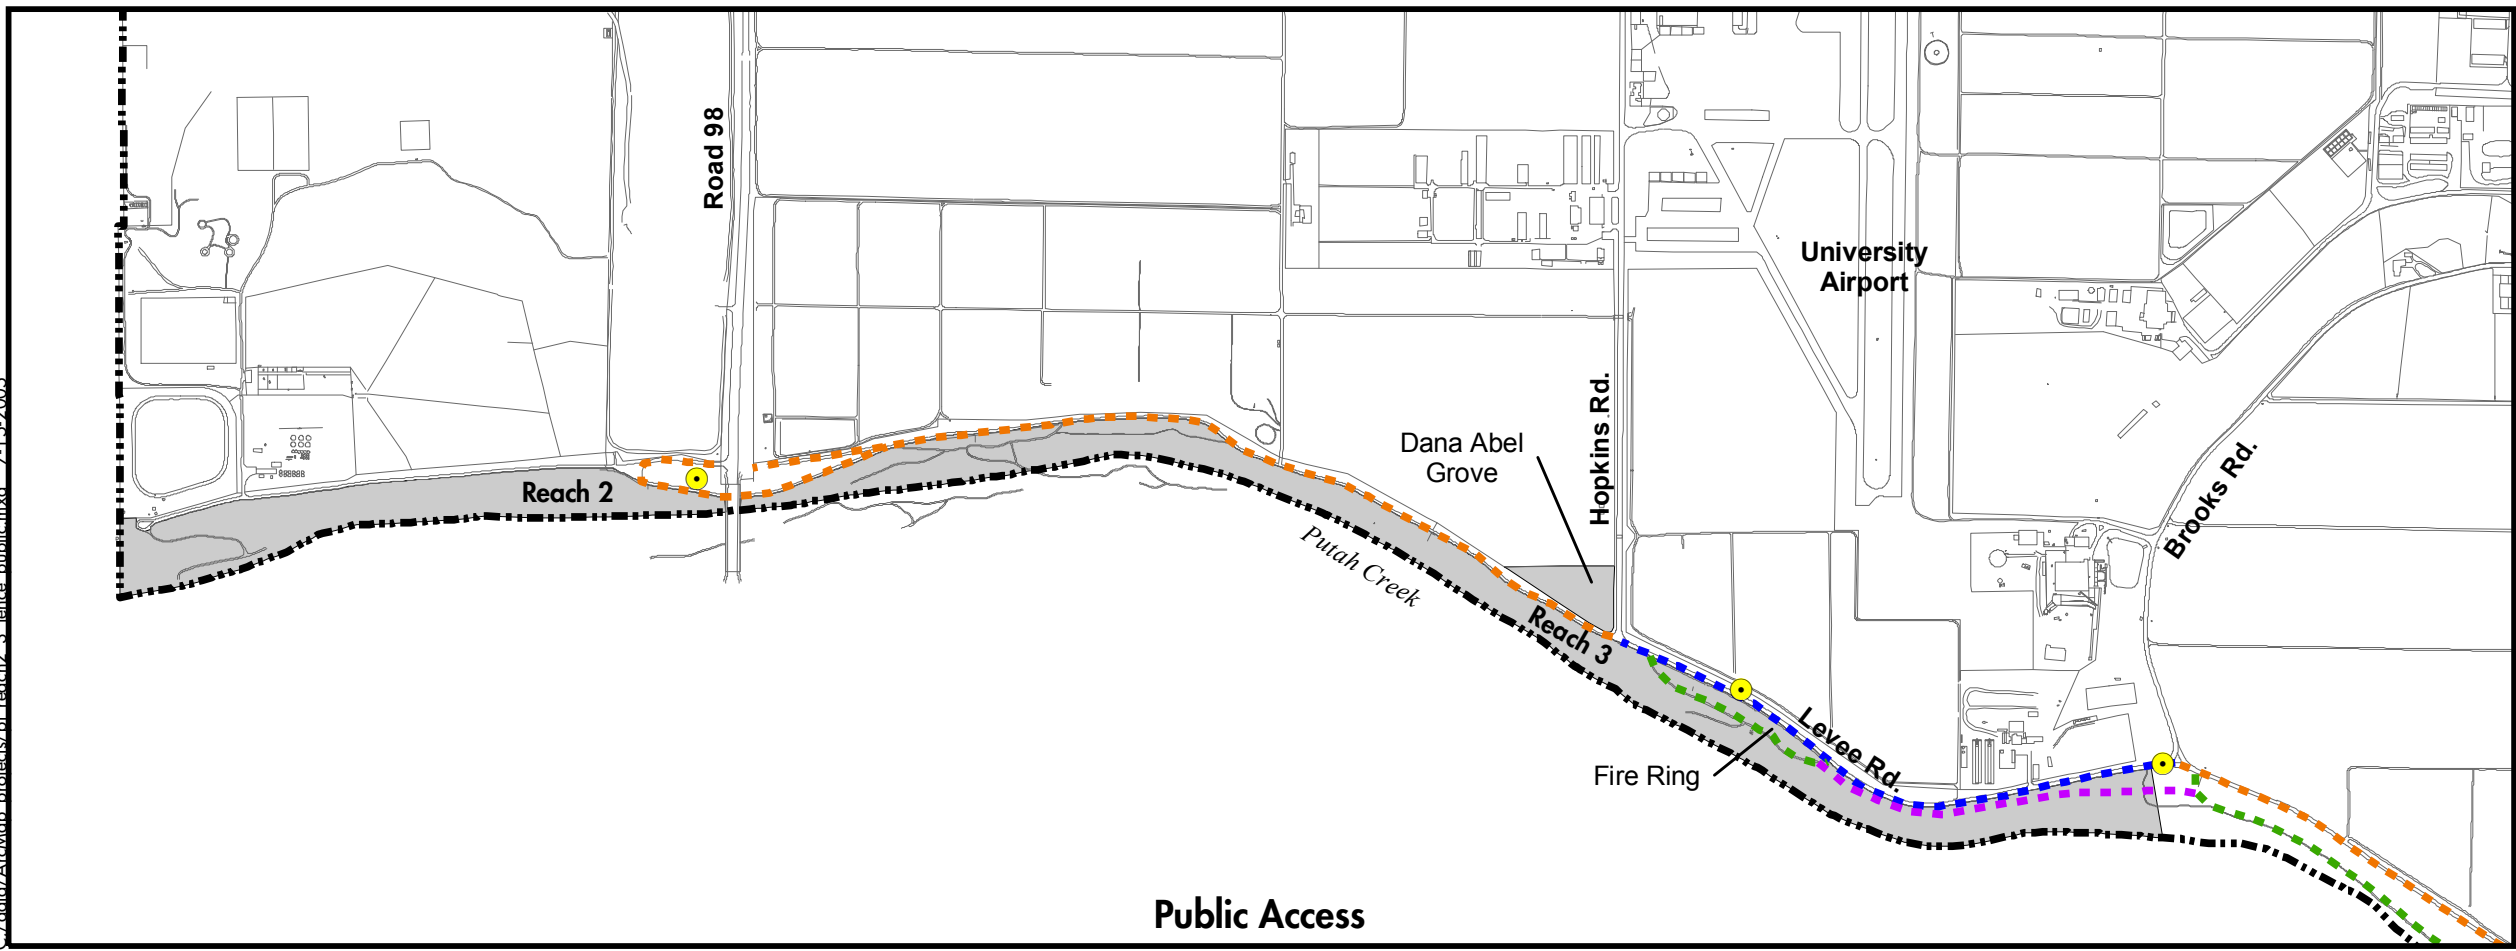 Road 98
University
Airport
Hopkins Rd.
Dana Abel
Grove
Brooks Rd.
Reach 2
Putah Creek
Reach 3
Levee Rd.
Fire Ring
Public Access